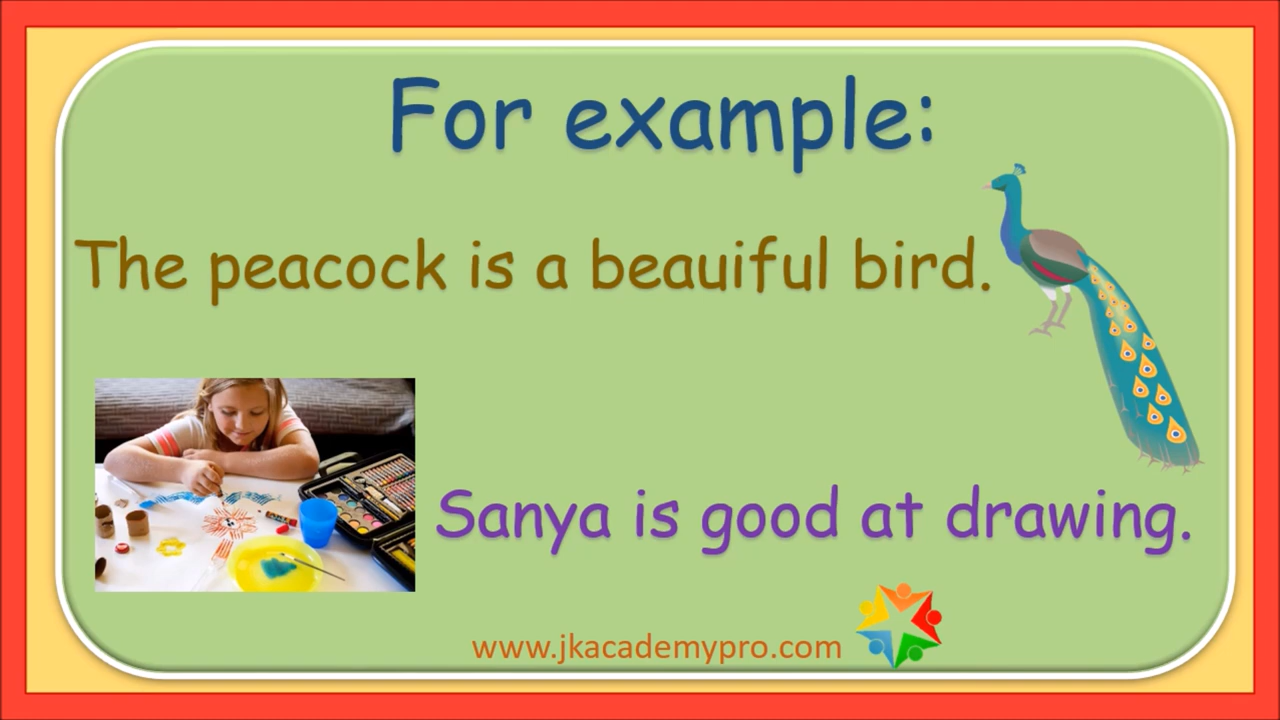 For example:
The peacock is a beauiful bird.
Sanya is good at drawing.
www.jkacademypro.com